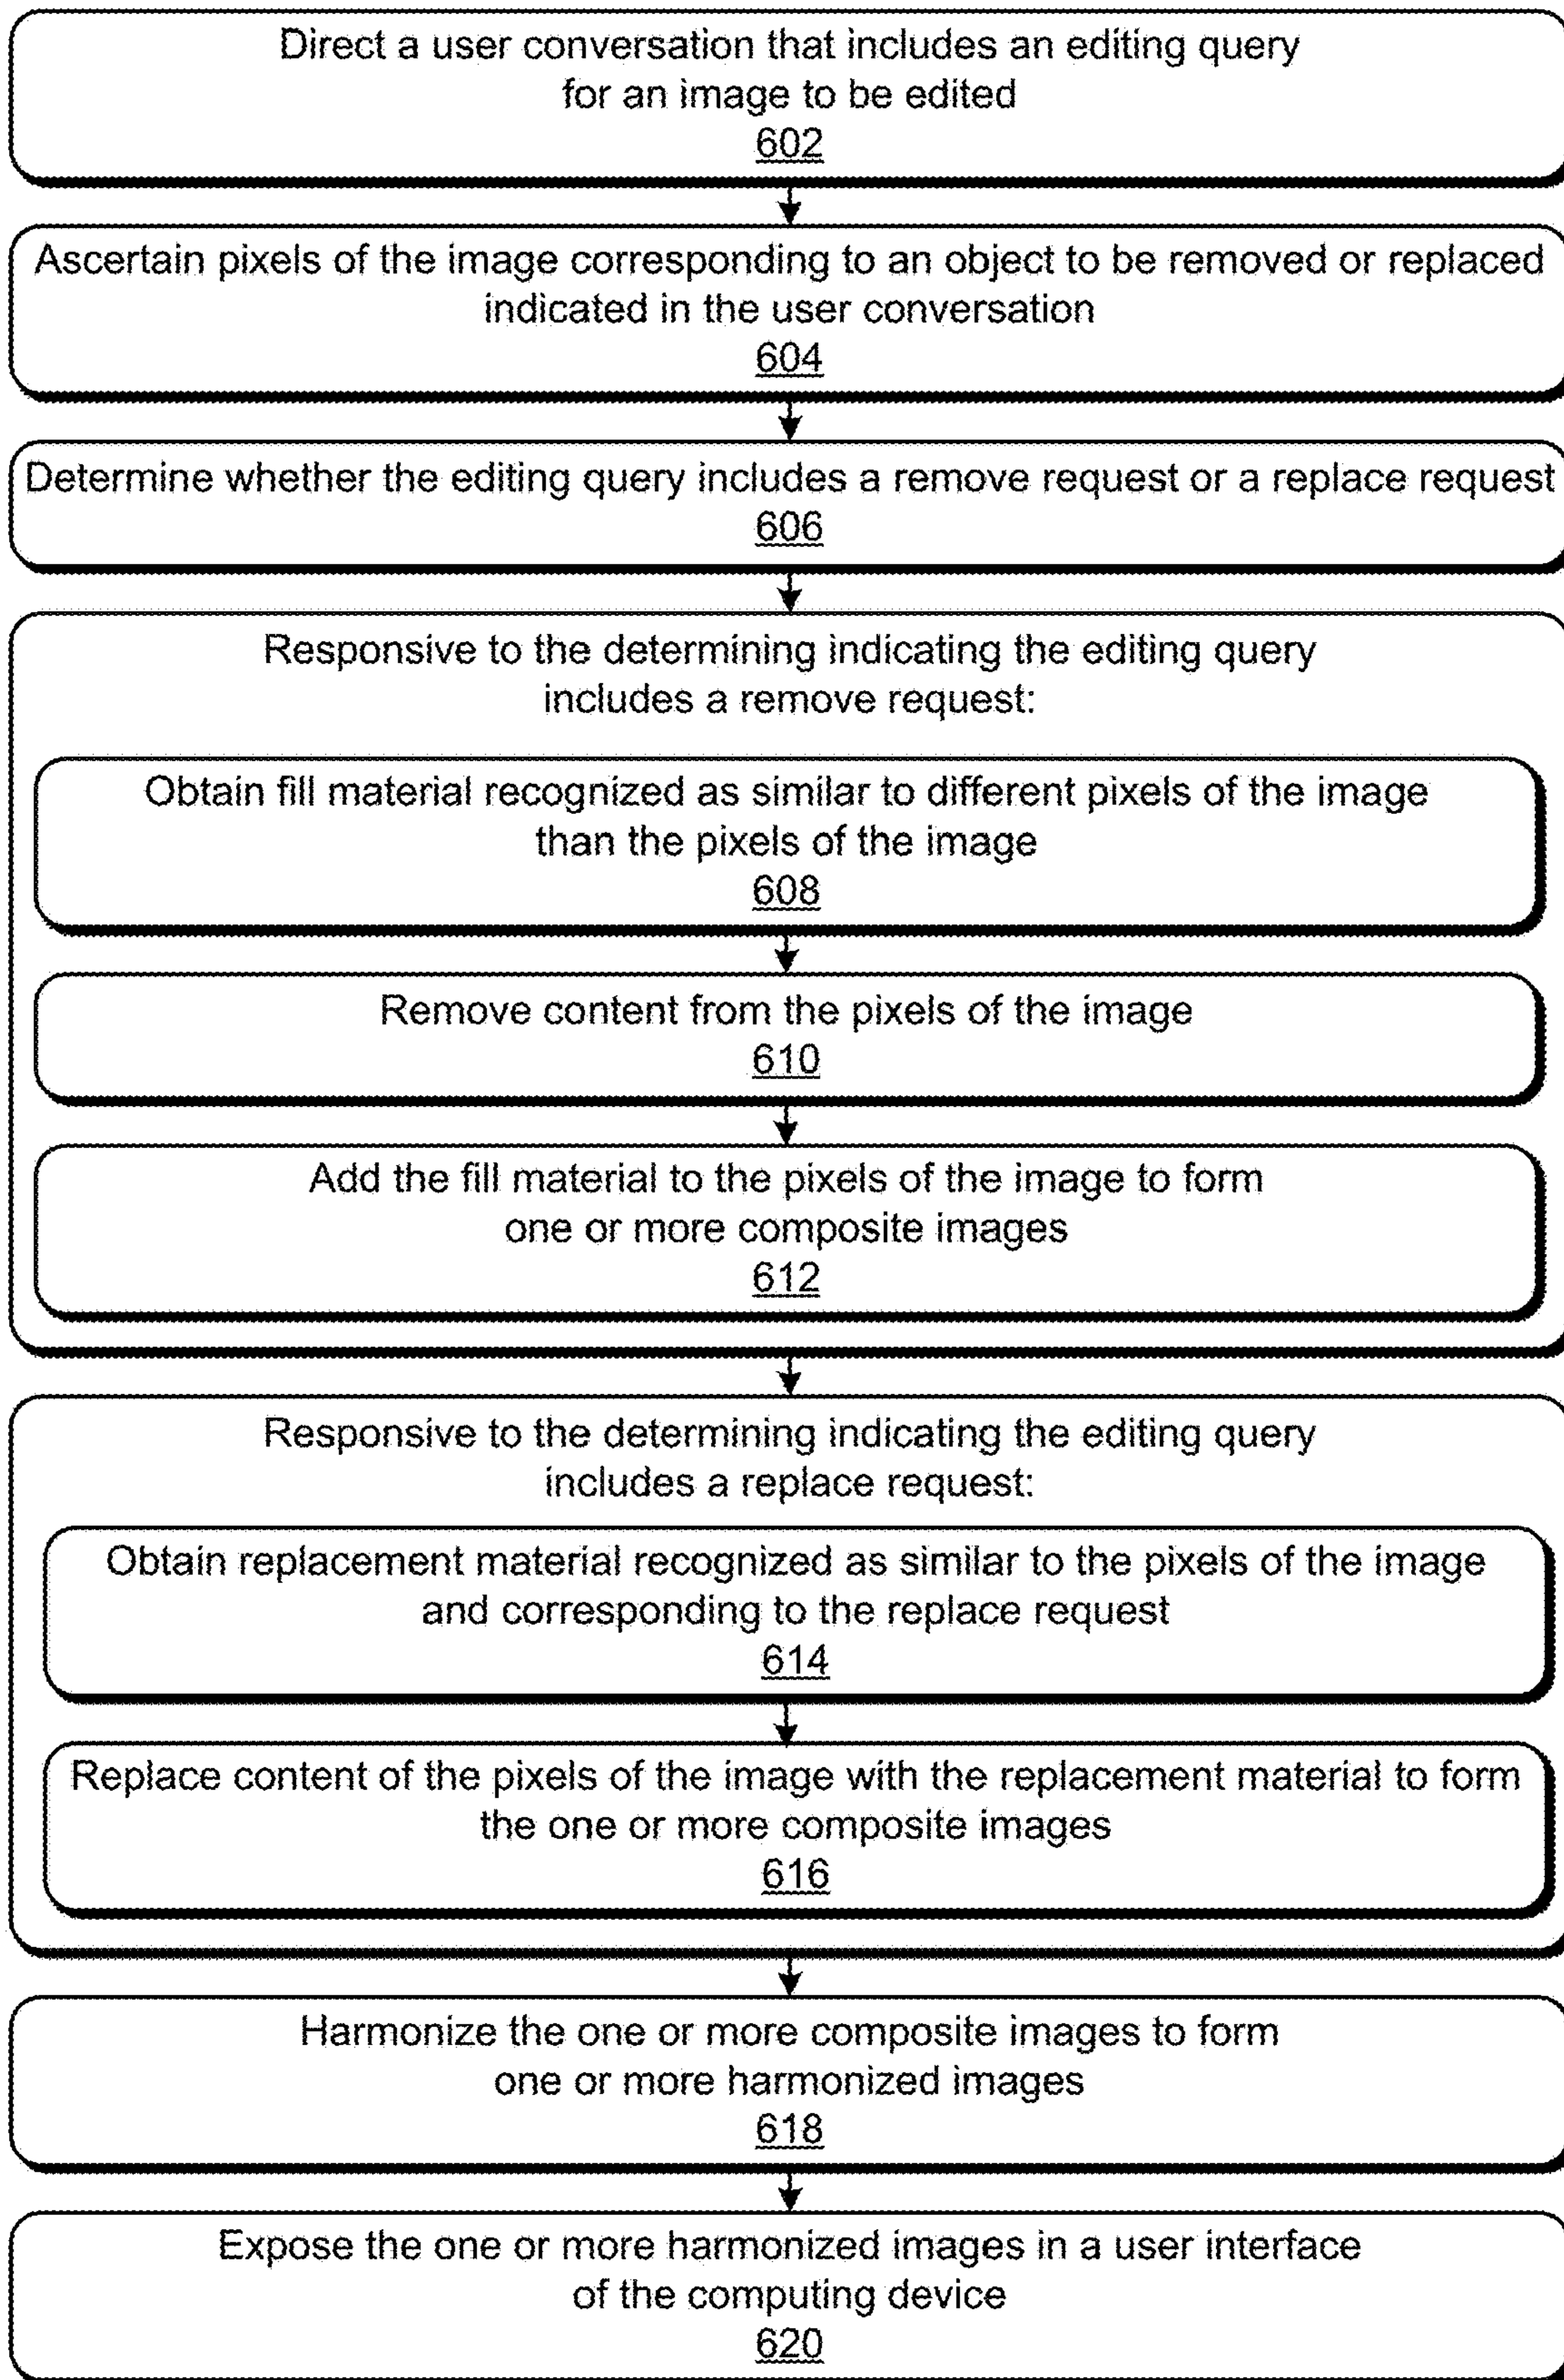 Direct a user conversation that includes an editing query
for an image to be edited
602
Ascertain pixels of the image corresponding to an object to be removed or replaced
indicated in the user conversation
604
Determine whether the editing query includes a remove request or a replace request
606
Responsive to the determining indicating the editing query
includes a remove request:
Obtain fill material recognized as similar to different pixels of the image
than the pixels of the image
608
Remove content from the pixels of the image
610
Add the fill material to the pixels of the image to form
one or more composite images
612
Responsive to the determining indicating the editing query
includes a replace request:
Obtain replacement material recognized as similar to the pixels of the image
and corresponding to the replace request
614
Replace content of the pixels of the image with the replacement material to form
the one or more composite images
616
Harmonize the one or more composite images to form
one or more harmonized images
618
Expose the one or more harmonized images in a user interface
of the computing device
620